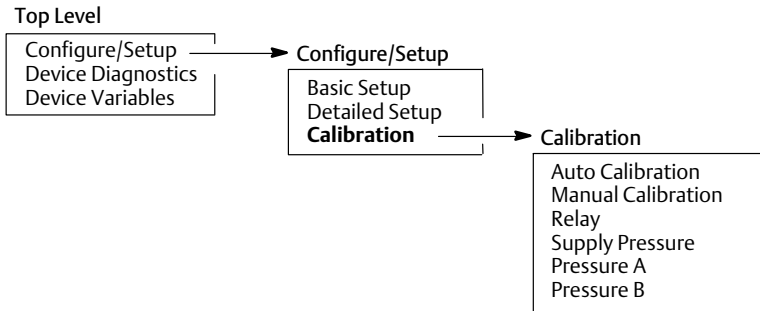 Top Level
Configure/Setup
Device Diagnostics
Device Variables
Configure/Setup
Basic Setup
Detailed Setup
Calibration
Calibration
Auto Calibration
Manual Calibration
Relay
Supply Pressure
Pressure A
Pressure B